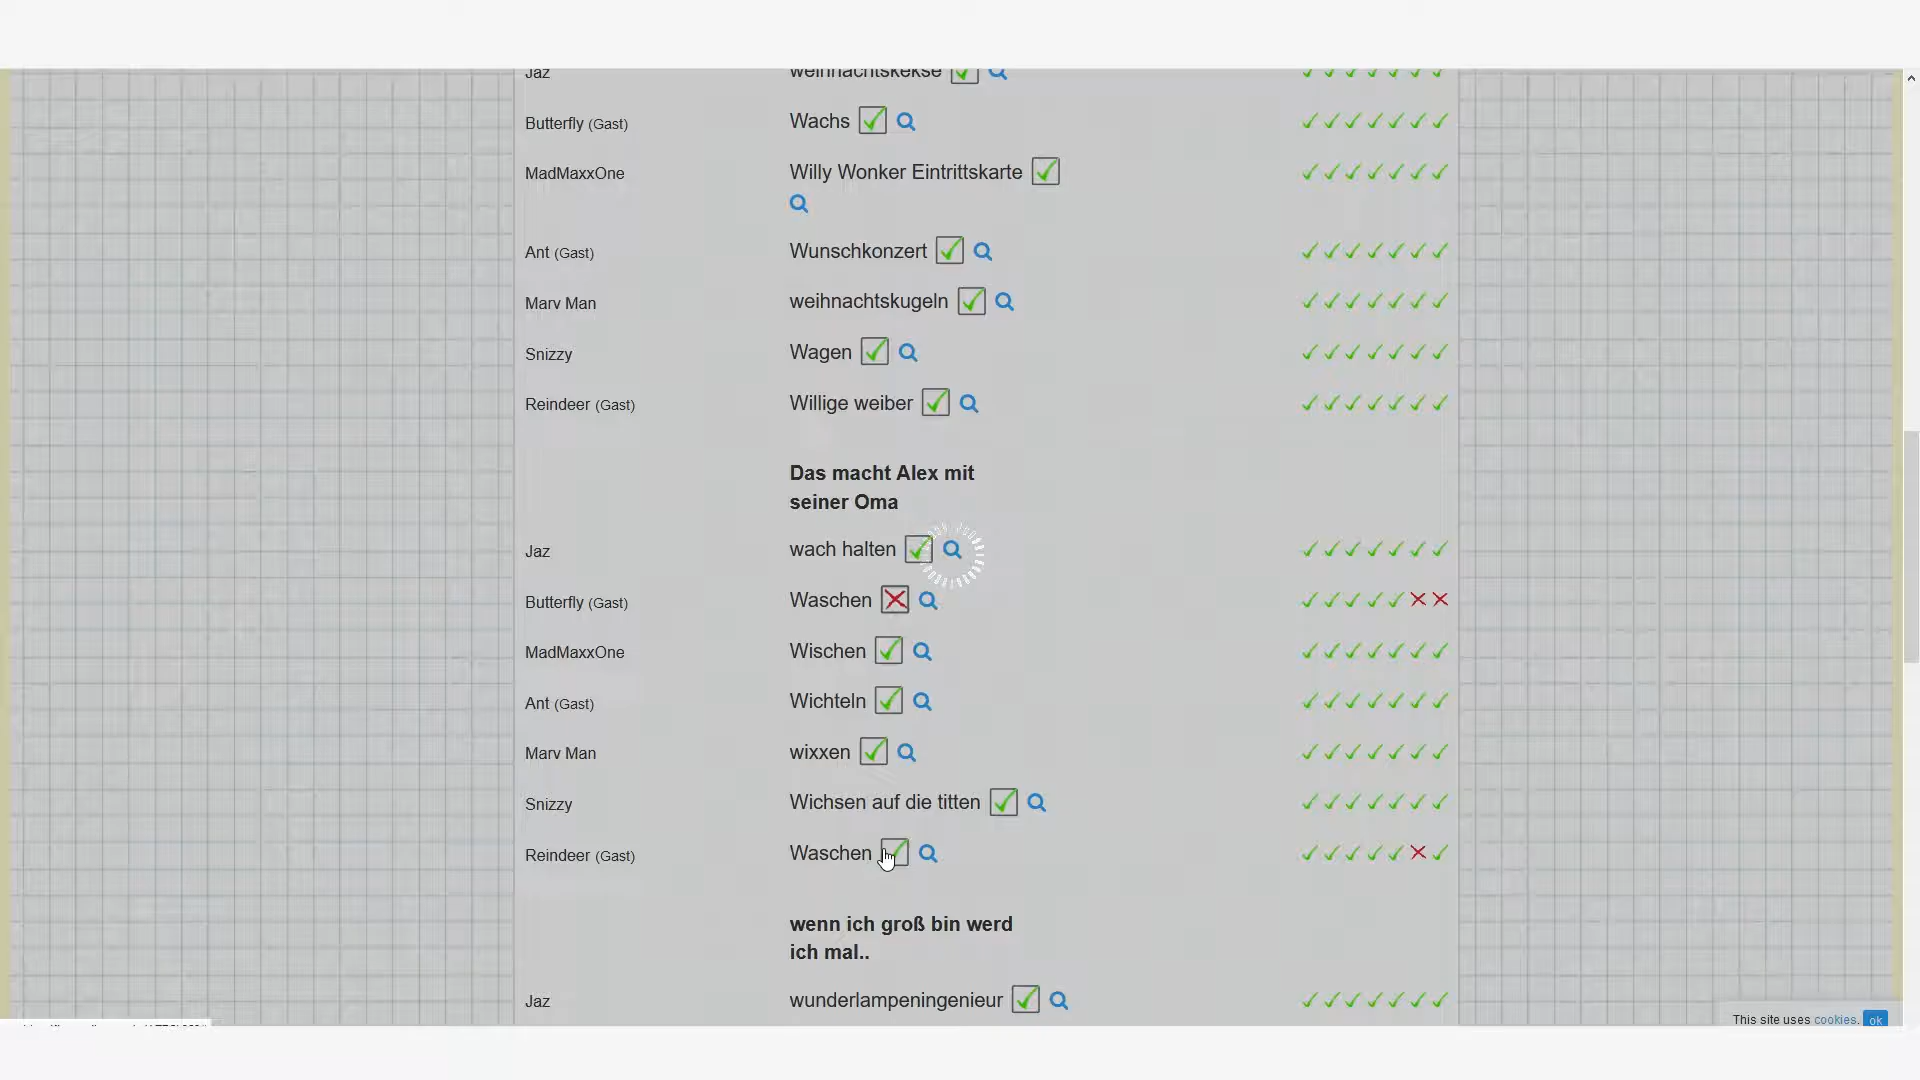 Jaz weihnachtskekse
Butterfly (Gast) Wachs
MadMaxxOne Willy Wonker Eintrittskarte
Ant (Gast) Wunschkonzert
Marv Man weihnachtskugeln
Snizzy Wagen
Reindeer (Gast) Willige weiber
Das macht Alex mit
seiner Oma
Jaz wach halten
Butterfly (Gast) Waschen
MadMaxxOne Wischen
Ant (Gast) Wichteln
Marv Man wixxen
Snizzy Wichsen auf die titten
Reindeer (Gast) Waschen
wenn ich groß bin werd
ich mal..
Jaz wunderlampeningenieur
This site uses cookies. ok